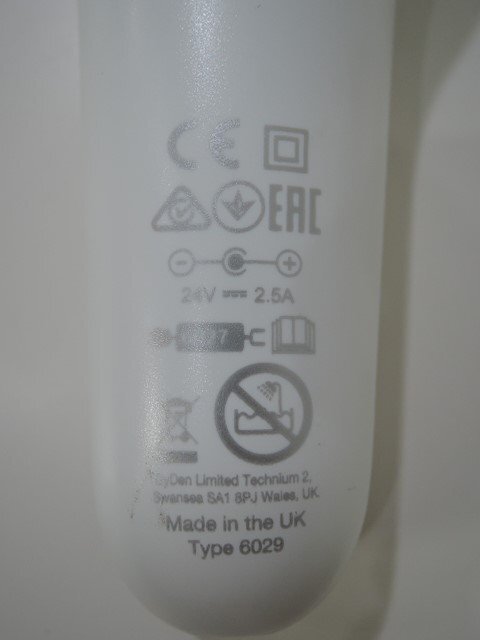 CE
EAC
24V 2.5A
CyDen Limited Technium 2,
Swansea SA1 8PJ Wales, UK
Made in the UK
Type 6029